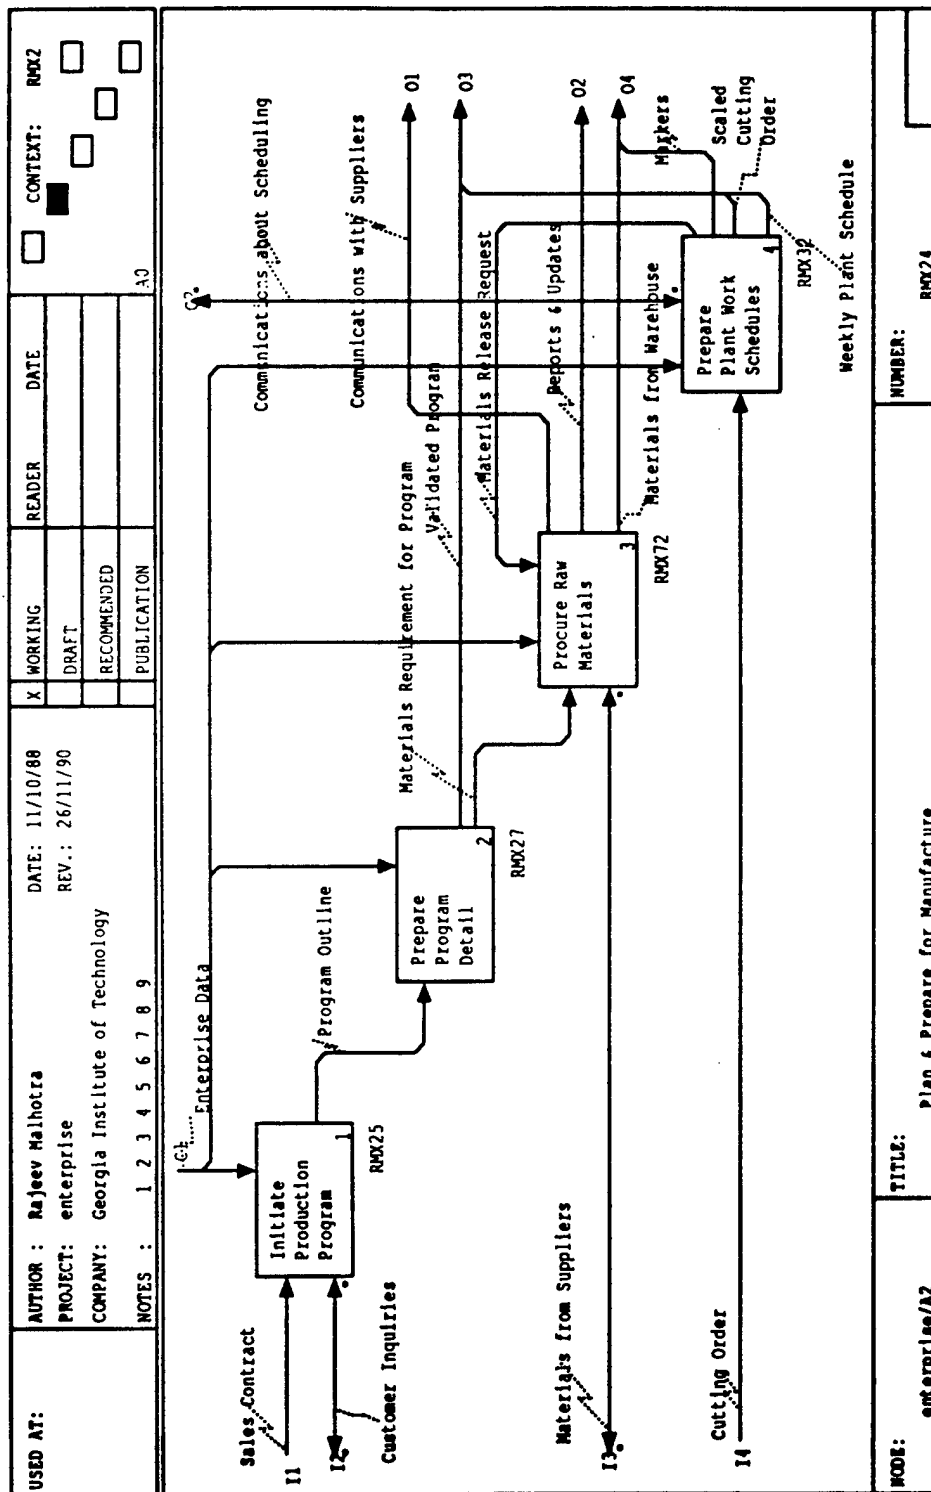 USED AT:
AUTHOR : Rajeev Malhotra
DATE: 11/10/88
PROJECT: enterprise
REV.: 26/11/90
COMPANY: Georgia Institute of Technology
NOTES : 1 2 3 4 5 6 7 8 9
X WORKING
DRAFT
RECOMMENDED
PUBLICATION
READER DATE
CONTEXT: RMX2
A0
C1
Enterprise Data
C2
Communications about Scheduling
Sales Contract
I1
I2
Customer Inquiries
Initiate
Production
Program
1
RMX25
Program Outline
Prepare
Program
Detail
2
RMX27
Communications with Suppliers
O1
Validated Program
O3
Materials Requirement for Program
Materials Release Request
Procure Raw
Materials
3
RMX72
Reports & Updates
O2
Materials from Warehouse
O4
Markers
Scaled
Cutting
Order
Prepare
Plant Work
Schedules
4
RMX32
Weekly Plant Schedule
Materials from Suppliers
I3
Cutting Order
I4
NODE:
enterprise/A2
TITLE:
Plan & Prepare for Manufacture
NUMBER:
RMX24